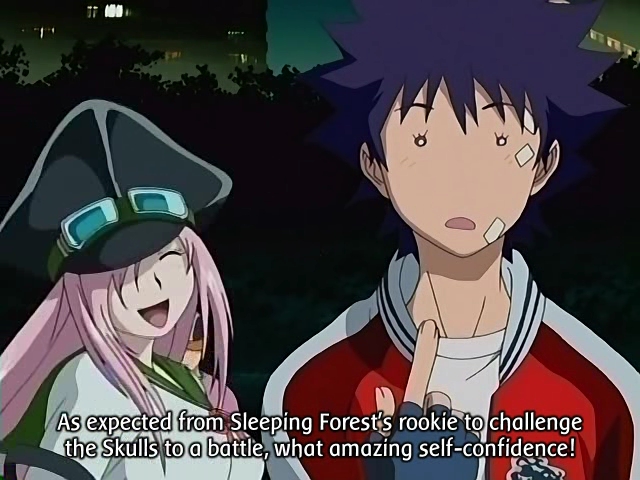 As expected from Sleeping Forest's rookie to challenge
the Skulls to a battle, what amazing self-confidence!